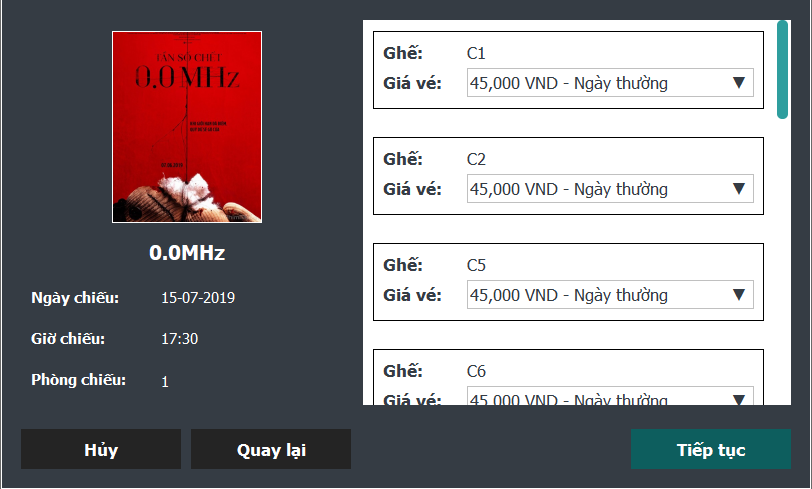 TẦN SỐ CHẾT
0.0MHz
0.0MHz
Ngày chiếu: 15-07-2019
Giờ chiếu: 17:30
Phòng chiếu: 1
Ghế: C1
Giá vé: 45,000 VND - Ngày thường ▼
Ghế: C2
Giá vé: 45,000 VND - Ngày thường ▼
Ghế: C5
Giá vé: 45,000 VND - Ngày thường ▼
Ghế: C6
Giá vé: 45,000 VND - Ngày thường ▼
Hủy
Quay lại
Tiếp tục